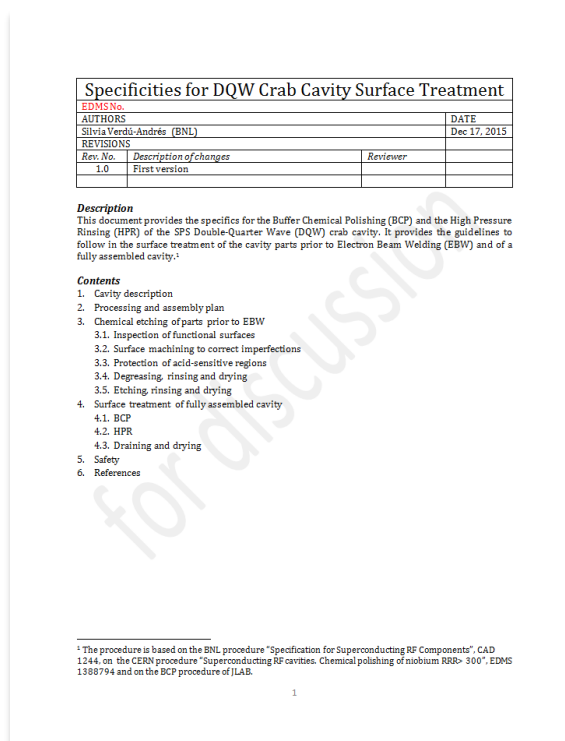 Specificities for DQW Crab Cavity Surface Treatment
EDMS No.
AUTHORS DATE
Silvia Verdú-Andrés (BNL) Dec 17, 2015
REVISIONS
Rev. No. Description of changes Reviewer
1.0 First version
Description
This document provides the specifics for the Buffer Chemical Polishing (BCP) and the High Pressure
Rinsing (HPR) of the SPS Double-Quarter Wave (DQW) crab cavity. It provides the guidelines to
follow in the surface treatment of the cavity parts prior to Electron Beam Welding (EBW) and of a
fully assembled cavity.¹
Contents
1. Cavity description
2. Processing and assembly plan
3. Chemical etching of parts prior to EBW
3.1. Inspection of functional surfaces
3.2. Surface machining to correct imperfections
3.3. Protection of acid-sensitive regions
3.4. Degreasing, rinsing and drying
3.5. Etching, rinsing and drying
4. Surface treatment of fully assembled cavity
4.1. BCP
4.2. HPR
4.3. Draining and drying
5. Safety
6. References
for discussion
¹ The procedure is based on the BNL procedure "Specification for Superconducting RF Components", CAD
1244, on the CERN procedure "Superconducting RF cavities. Chemical polishing of niobium RRR> 300", EDMS
1388794 and on the BCP procedure of JLAB.
1